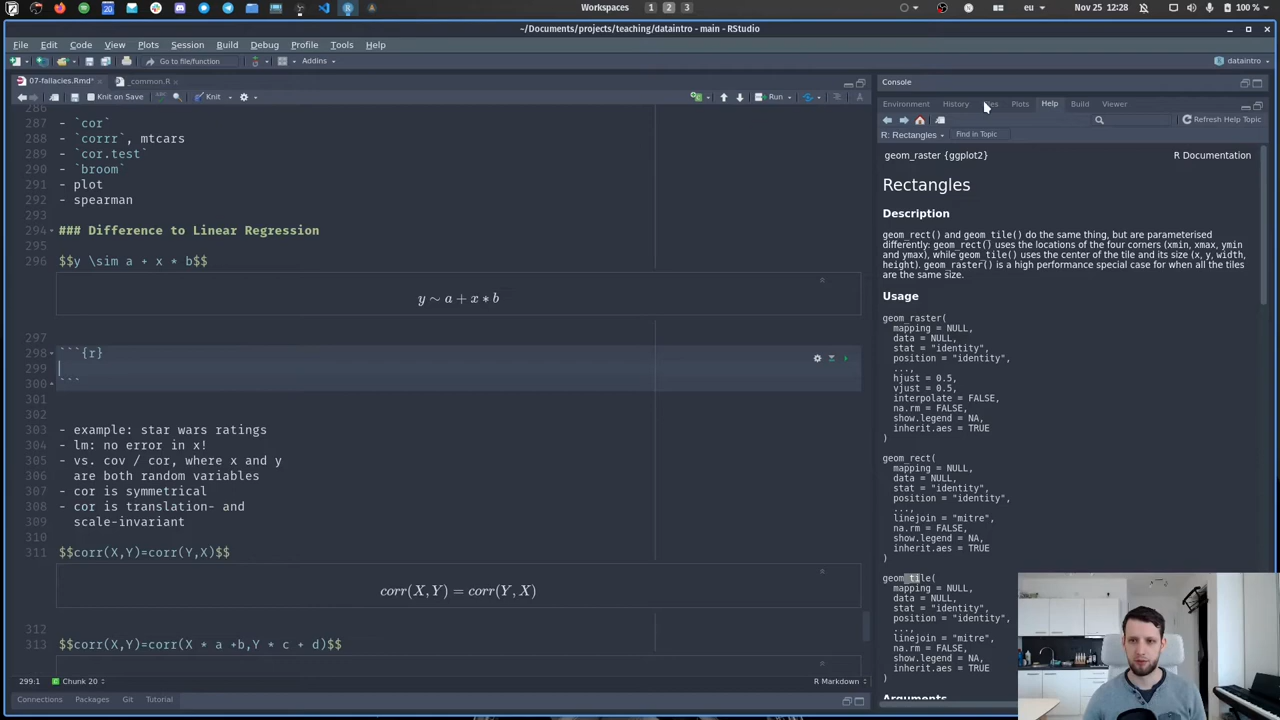 20
Workspaces
1
2
3
en
Nov 25 12:28
100 %
~/Documents/projects/teaching/dataintro - main - RStudio
File Edit Code View Plots Session Build Debug Profile Tools Help
Go to file/function
Addins
dataintro
07-fallacies.Rmd*
_common.R
Knit on Save
Knit
Run
286
287 - `cor`
288 - `corrr`, mtcars
289 - `cor.test`
290 - `broom`
291 - plot
292 - spearman
293
294 ### Difference to Linear Regression
295
296 $$y \sim a + x * b$$
y ∼ a + x ∗ b
297
298 ```{r}
299
300 ```
301
302
303 - example: star wars ratings
304 - lm: no error in x!
305 - vs. cov / cor, where x and y
306 are both random variables
307 - cor is symmetrical
308 - cor is translation- and
309 scale-invariant
310
311 $$corr(X,Y)=corr(Y,X)$$
corr(X, Y) = corr(Y, X)
312
313 $$corr(X,Y)=corr(X * a +b,Y * c + d)$$
299:1
Chunk 20
R Markdown
Connections Packages Git Tutorial
Console
Environment History Files Plots Help Build Viewer
Refresh Help Topic
R: Rectangles
Find in Topic
geom_raster {ggplot2}
R Documentation
Rectangles
Description
geom_rect() and geom_tile() do the same thing, but are parameterised
differently: geom_rect() uses the locations of the four corners (xmin, xmax, ymin
and ymax), while geom_tile() uses the center of the tile and its size (x, y, width,
height). geom_raster() is a high performance special case for when all the tiles
are the same size.
Usage
geom_raster(
mapping = NULL,
data = NULL,
stat = "identity",
position = "identity",
...,
hjust = 0.5,
vjust = 0.5,
interpolate = FALSE,
na.rm = FALSE,
show.legend = NA,
inherit.aes = TRUE
)
geom_rect(
mapping = NULL,
data = NULL,
stat = "identity",
position = "identity",
...,
linejoin = "mitre",
na.rm = FALSE,
show.legend = NA,
inherit.aes = TRUE
)
geom_tile(
mapping = NULL,
data = NULL,
stat = "identity",
position = "identity",
...,
linejoin = "mitre",
na.rm = FALSE,
show.legend = NA,
inherit.aes = TRUE
)
Arguments